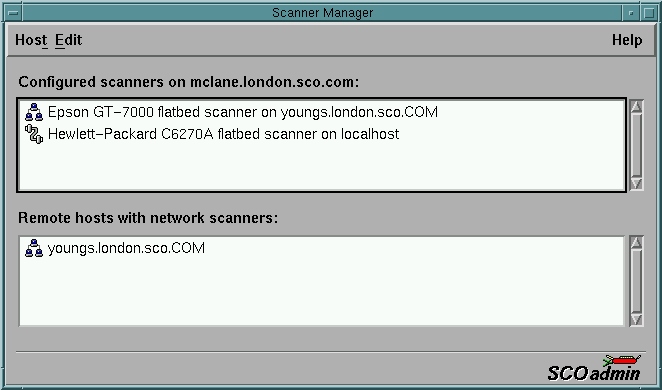 Scanner Manager
Host Edit Help
Configured scanners on mclane.london.sco.com:
Epson GT-7000 flatbed scanner on youngs.london.sco.COM
Hewlett-Packard C6270A flatbed scanner on localhost
Remote hosts with network scanners:
youngs.london.sco.COM
SCOadmin